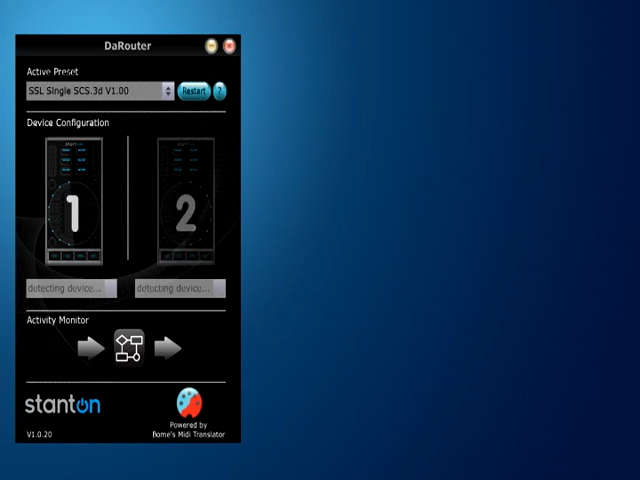 DaRouter
Active Preset
SSL Single SCS.3d V1.00
Restart
?
Device Configuration
1
2
detecting device...
detecting device...
Activity Monitor
stanton
Powered by
Bome's Midi Translator
V1.0.20